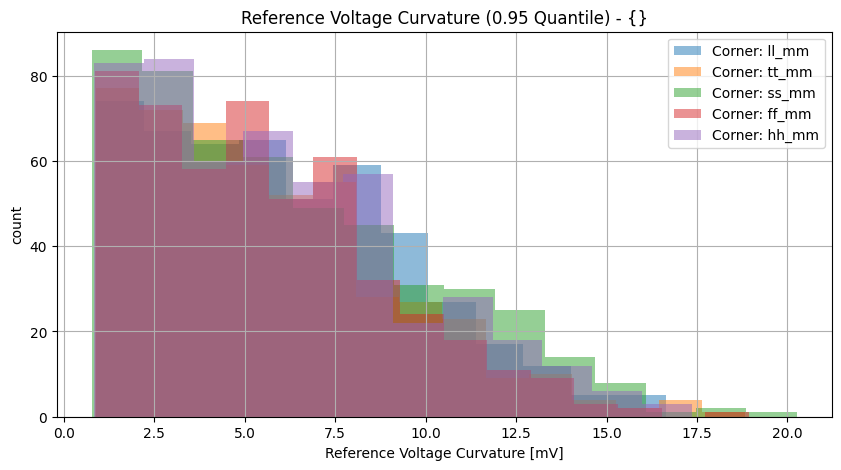 Reference Voltage Curvature (0.95 Quantile) - {}
Corner: ll_mm
Corner: tt_mm
Corner: ss_mm
Corner: ff_mm
Corner: hh_mm
80
60
40
20
0
count
0.0 2.5 5.0 7.5 10.0 12.5 15.0 17.5 20.0
Reference Voltage Curvature [mV]